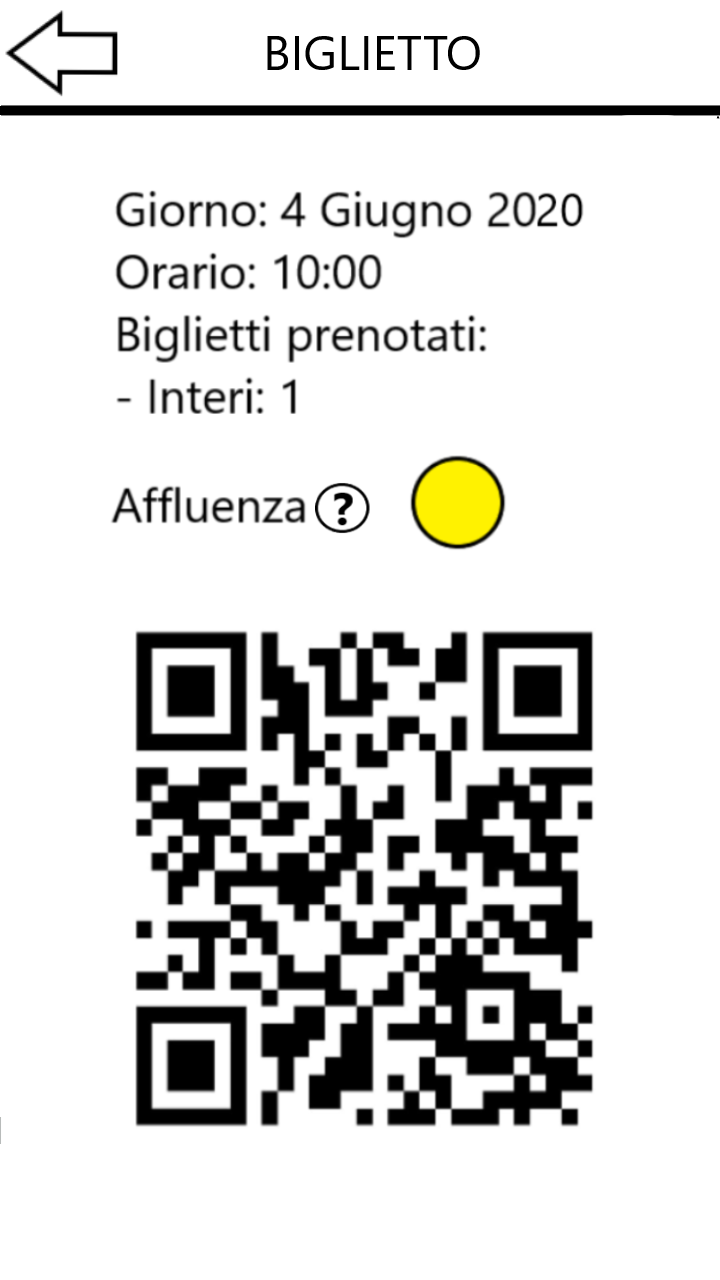 BIGLIETTO
Giorno: 4 Giugno 2020
Orario: 10:00
Biglietti prenotati:
- Interi: 1
Affluenza ?